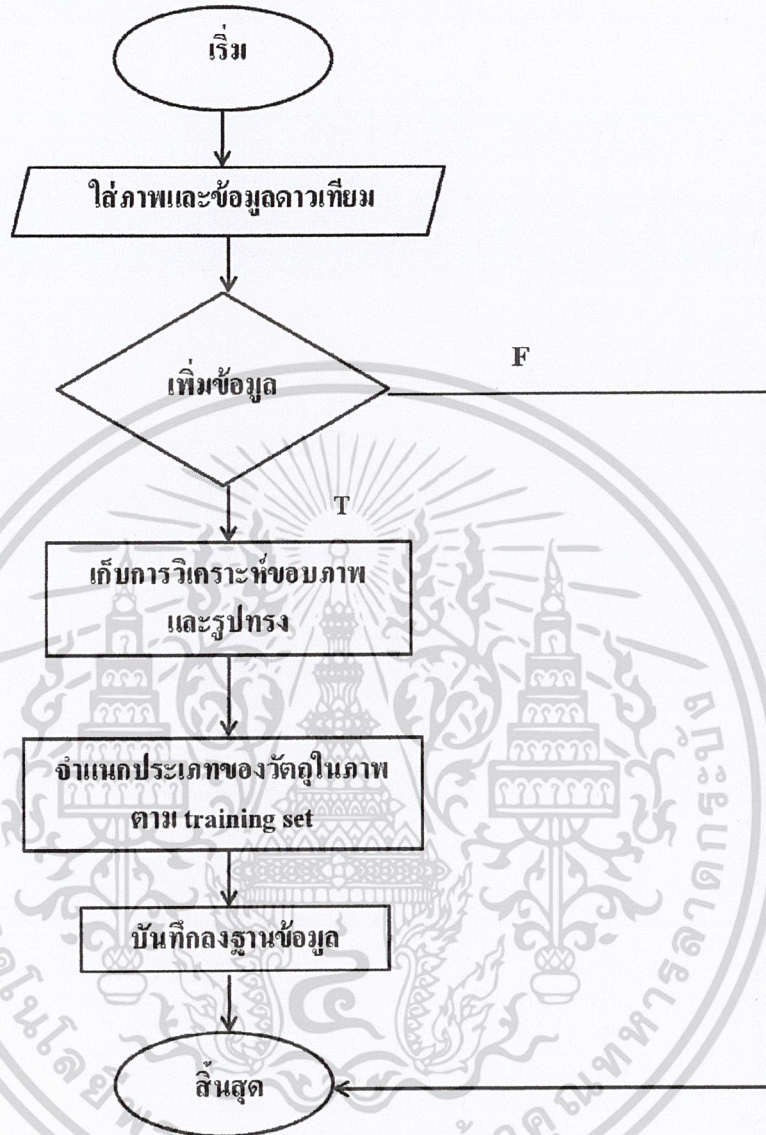 เริ่ม
ใส่ภาพและข้อมูลดาวเทียม
เพิ่มข้อมูล
F
T
เก็บการวิเคราะห์ขอบภาพ
และรูปทรง
จำแนกประเภทของวัตถุในภาพ
ตาม training set
บันทึกลงฐานข้อมูล
สิ้นสุด